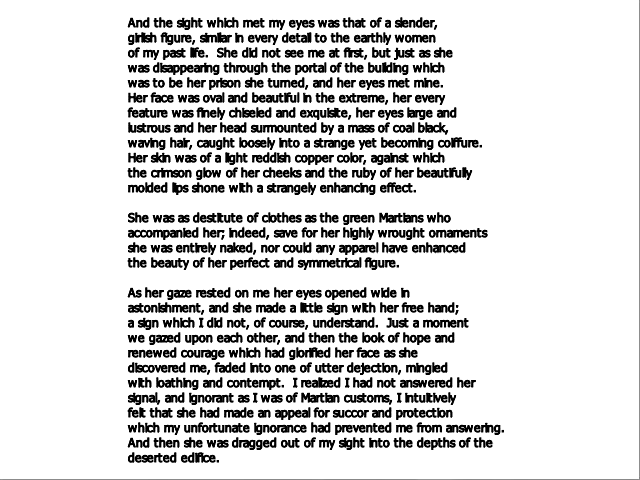 And the sight which met my eyes was that of a slender,
girlish figure, similar in every detail to the earthly women
of my past life.  She did not see me at first, but just as she
was disappearing through the portal of the building which
was to be her prison she turned, and her eyes met mine.
Her face was oval and beautiful in the extreme, her every
feature was finely chiseled and exquisite, her eyes large and
lustrous and her head surmounted by a mass of coal black,
waving hair, caught loosely into a strange yet becoming coiffure.
Her skin was of a light reddish copper color, against which
the crimson glow of her cheeks and the ruby of her beautifully
molded lips shone with a strangely enhancing effect.

She was as destitute of clothes as the green Martians who
accompanied her; indeed, save for her highly wrought ornaments
she was entirely naked, nor could any apparel have enhanced
the beauty of her perfect and symmetrical figure.

As her gaze rested on me her eyes opened wide in
astonishment, and she made a little sign with her free hand;
a sign which I did not, of course, understand.  Just a moment
we gazed upon each other, and then the look of hope and
renewed courage which had glorified her face as she
discovered me, faded into one of utter dejection, mingled
with loathing and contempt.  I realized I had not answered her
signal, and ignorant as I was of Martian customs, I intuitively
felt that she had made an appeal for succor and protection
which my unfortunate ignorance had prevented me from answering.
And then she was dragged out of my sight into the depths of the
deserted edifice.